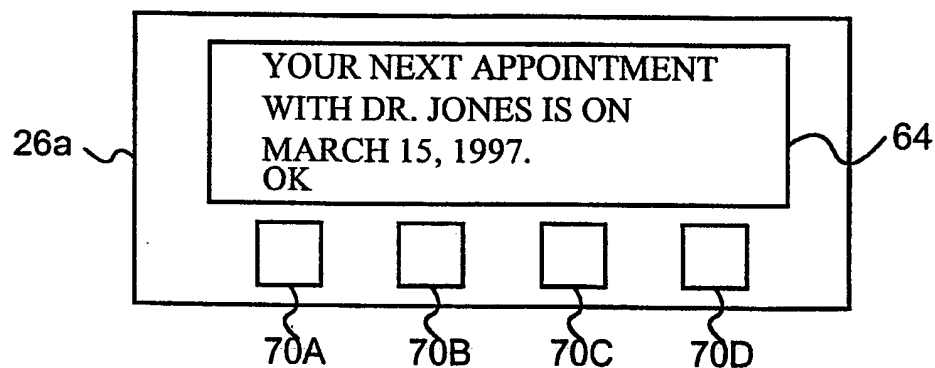 YOUR NEXT APPOINTMENT
WITH DR. JONES IS ON
MARCH 15, 1997.
OK
26a
64
70A 70B 70C 70D